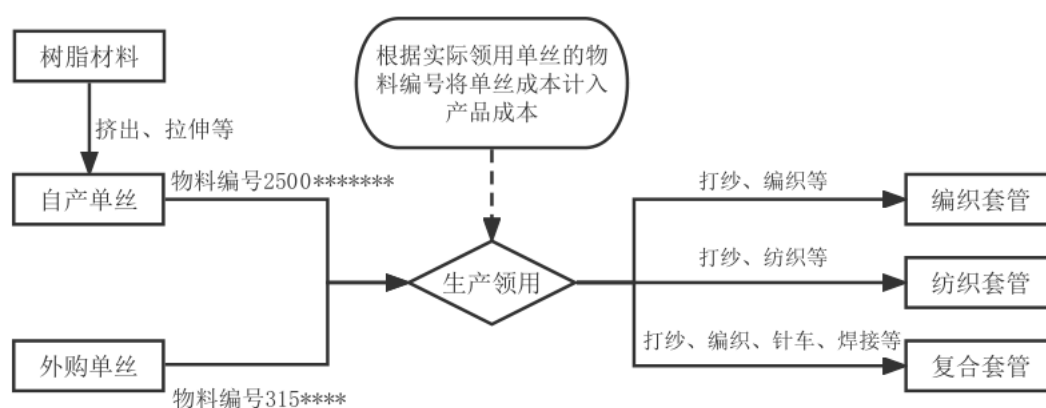 树脂材料
根据实际领用单丝的物
料编号将单丝成本计入
产品成本
挤出、拉伸等
自产单丝
物料编号2500*******
打纱、编织等
编织套管
生产领用
打纱、纺织等
纺织套管
外购单丝
物料编号315****
打纱、编织、针车、焊接等
复合套管